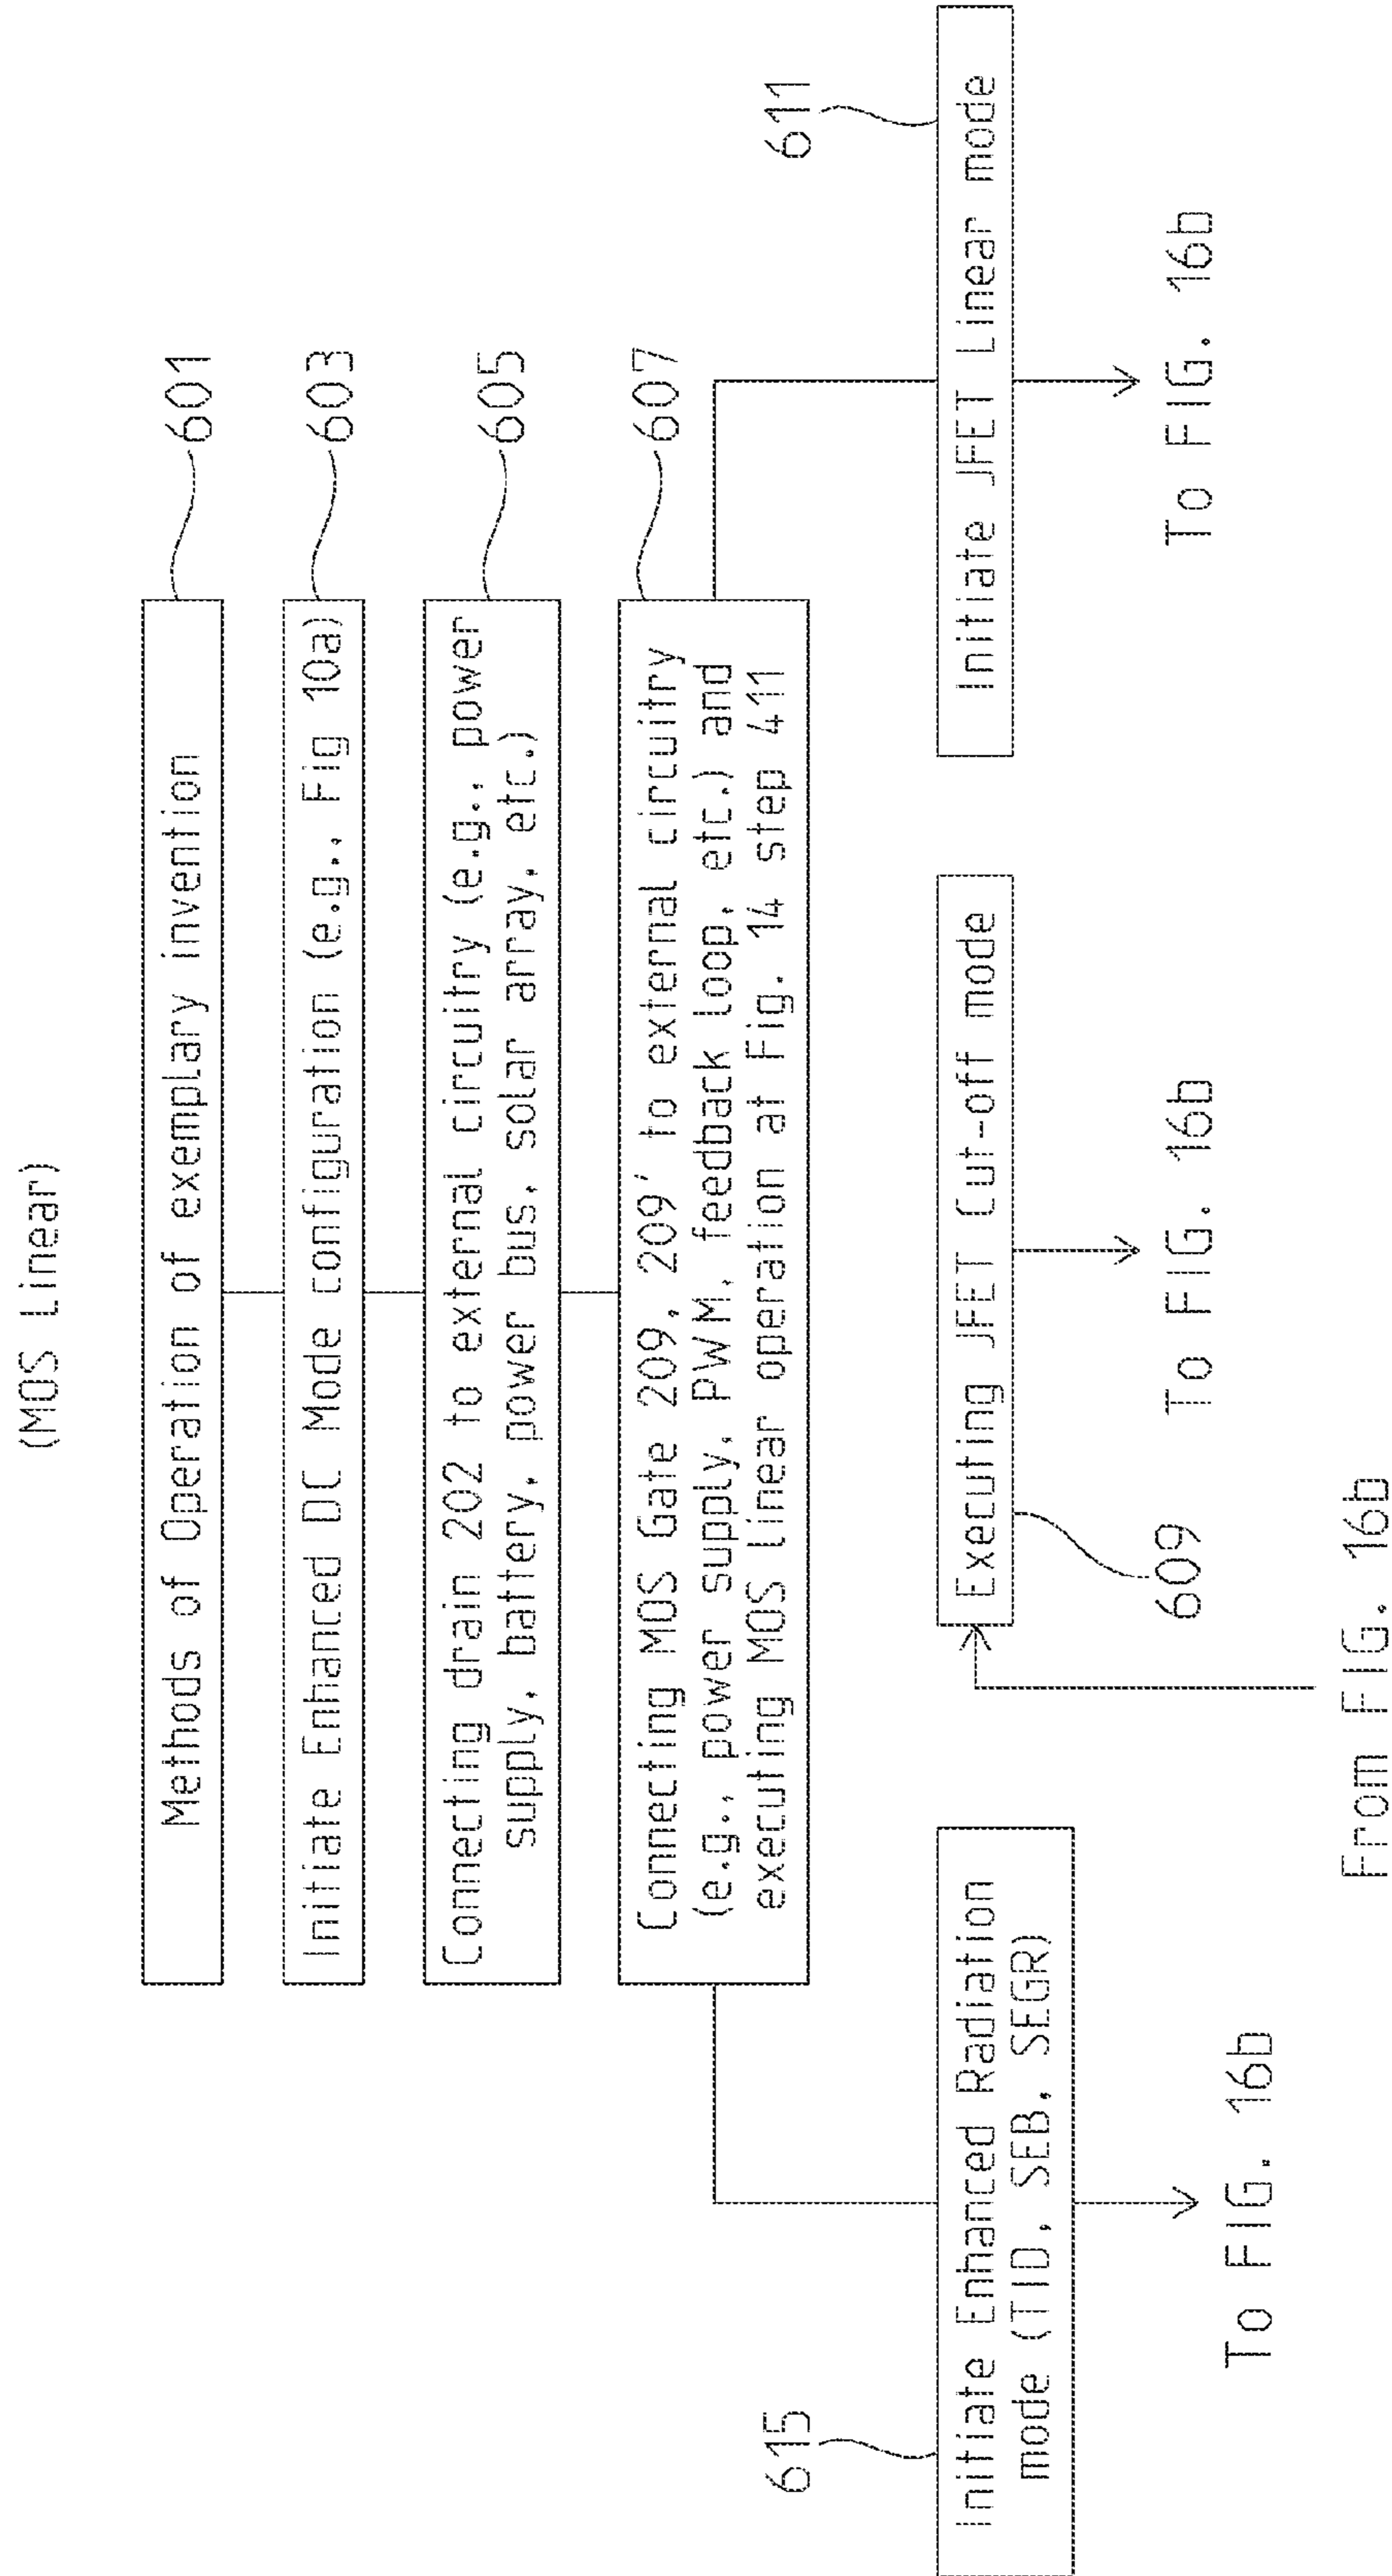 (MOS Linear)
Methods of Operation of exemplary invention
601
Initiate Enhanced DC Mode configuration (e.g., Fig 10a)
603
Connecting drain 202 to external circuitry (e.g., power
supply, battery, power bus, solar array, etc.)
605
Connecting MOS Gate 209, 209' to external circuitry
(e.g., power supply, PWM, feedback loop, etc.) and
executing MOS Linear operation at Fig. 14 step 411
607
615
Initiate Enhanced Radiation
mode (TID, SEB, SEGR)
To FIG. 16b
Executing JFET Cut-off mode
609
To FIG. 16b
From FIG. 16b
611
Initiate JFET Linear mode
To FIG. 16b